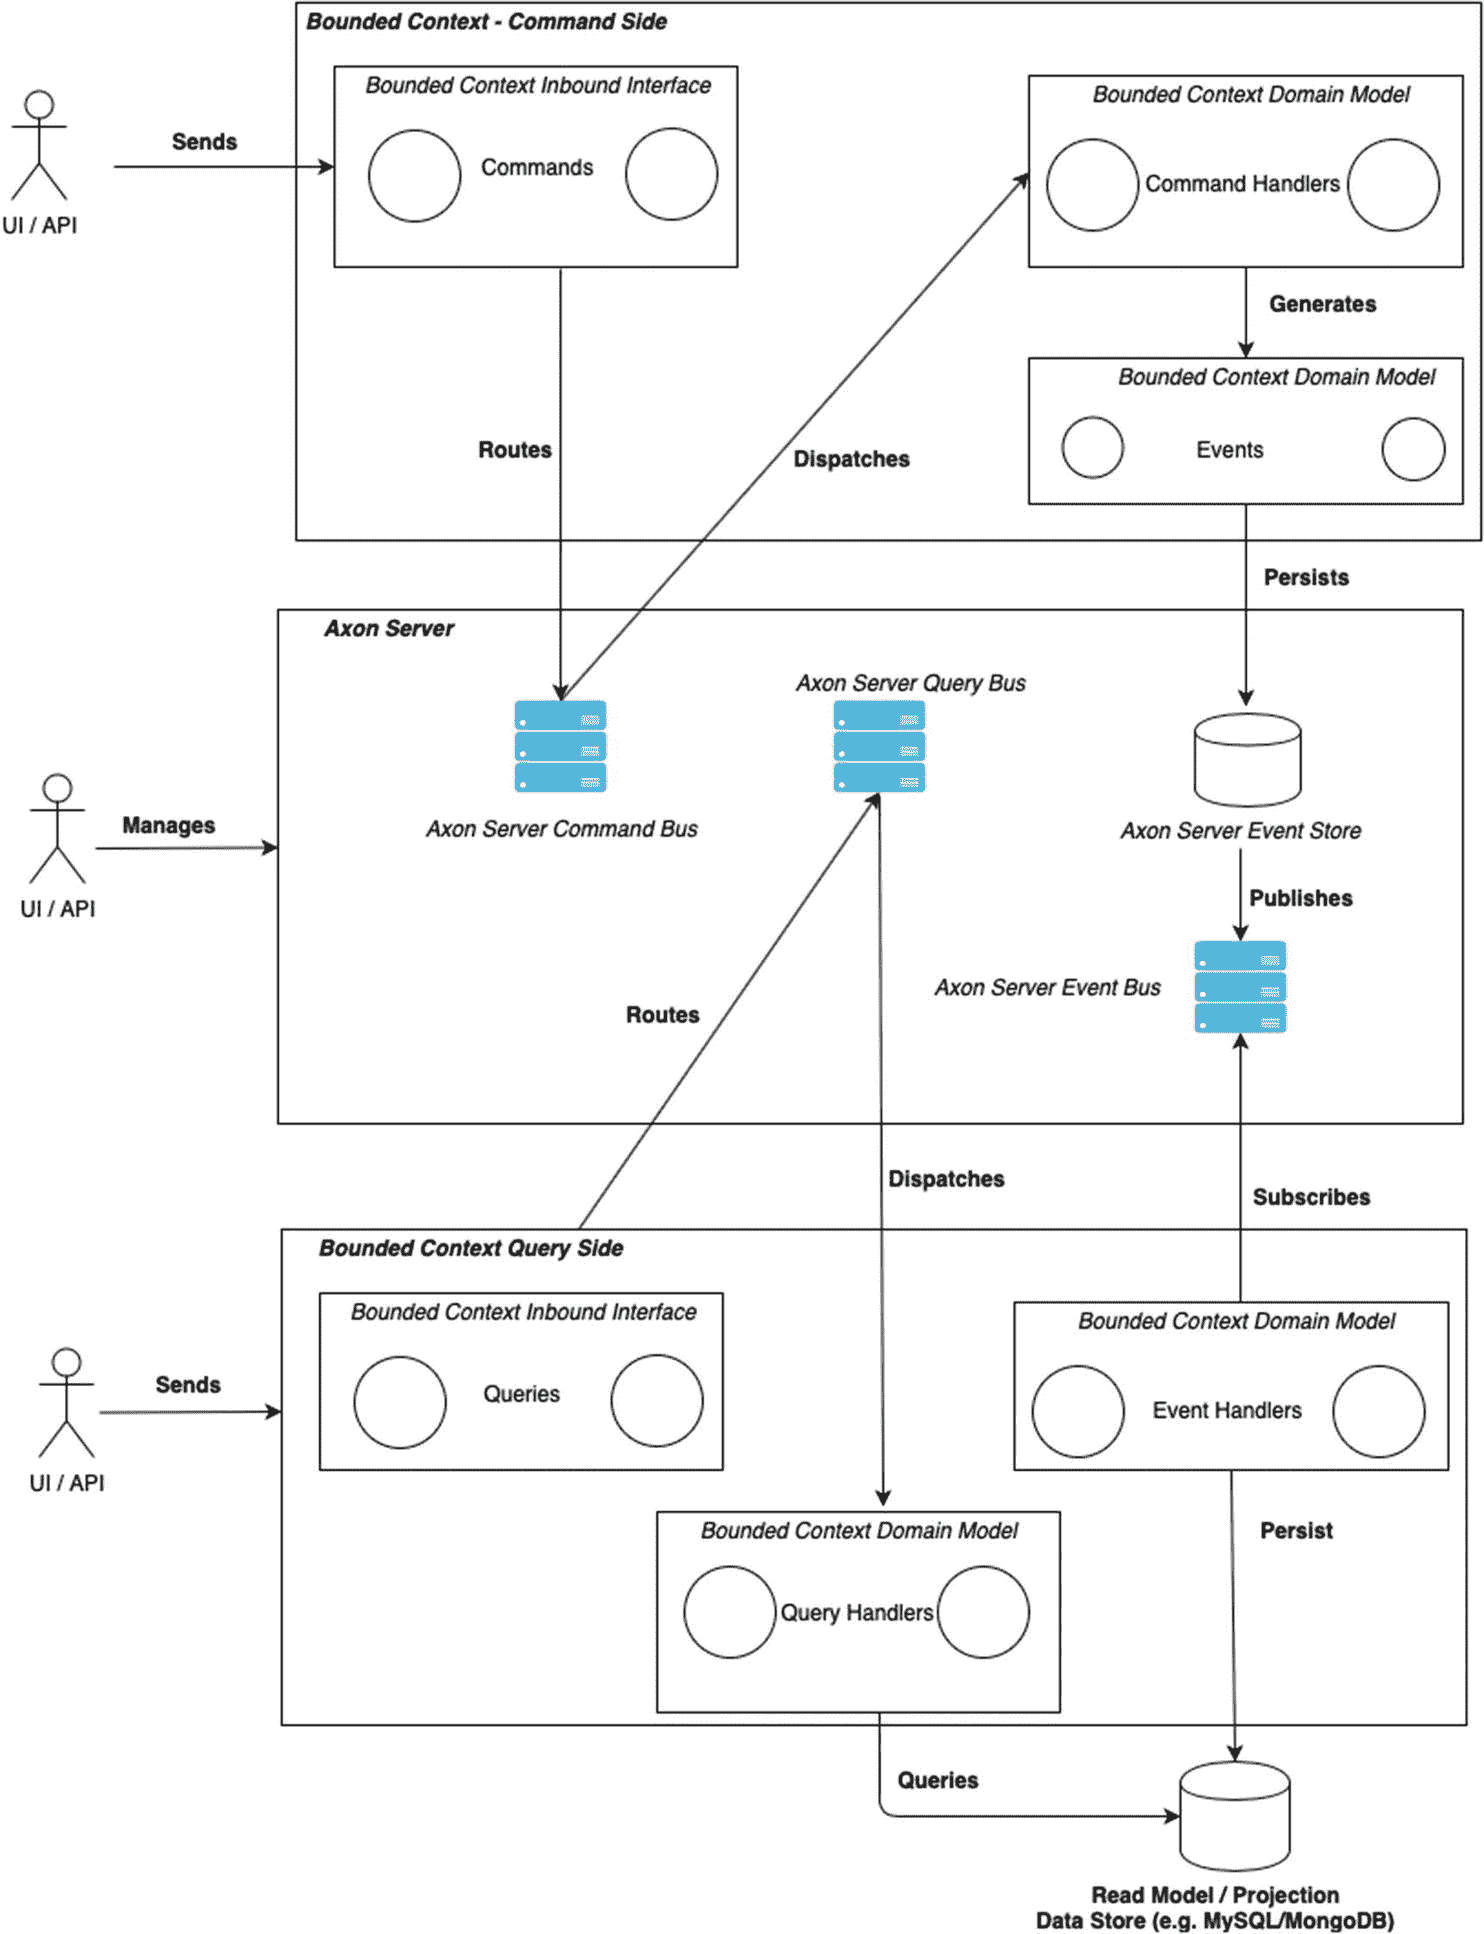 Bounded Context - Command Side
Bounded Context Inbound Interface
Bounded Context Domain Model
Sends
Commands
Command Handlers
UI / API
Generates
Bounded Context Domain Model
Routes
Dispatches
Events
Persists
Axon Server
Axon Server Query Bus
Manages
Axon Server Command Bus
Axon Server Event Store
UI / API
Publishes
Axon Server Event Bus
Routes
Dispatches
Subscribes
Bounded Context Query Side
Bounded Context Inbound Interface
Bounded Context Domain Model
Sends
Queries
Event Handlers
UI / API
Bounded Context Domain Model
Persist
Query Handlers
Queries
Read Model / Projection
Data Store (e.g. MySQL/MongoDB)